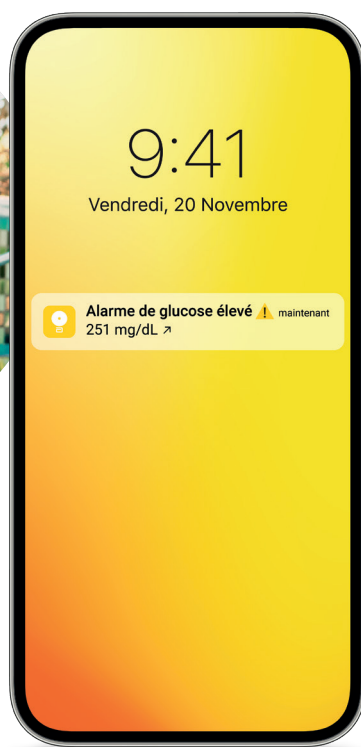 9:41
Vendredi, 20 Novembre
Alarme de glucose élevé ⚠ maintenant
251 mg/dL ↗